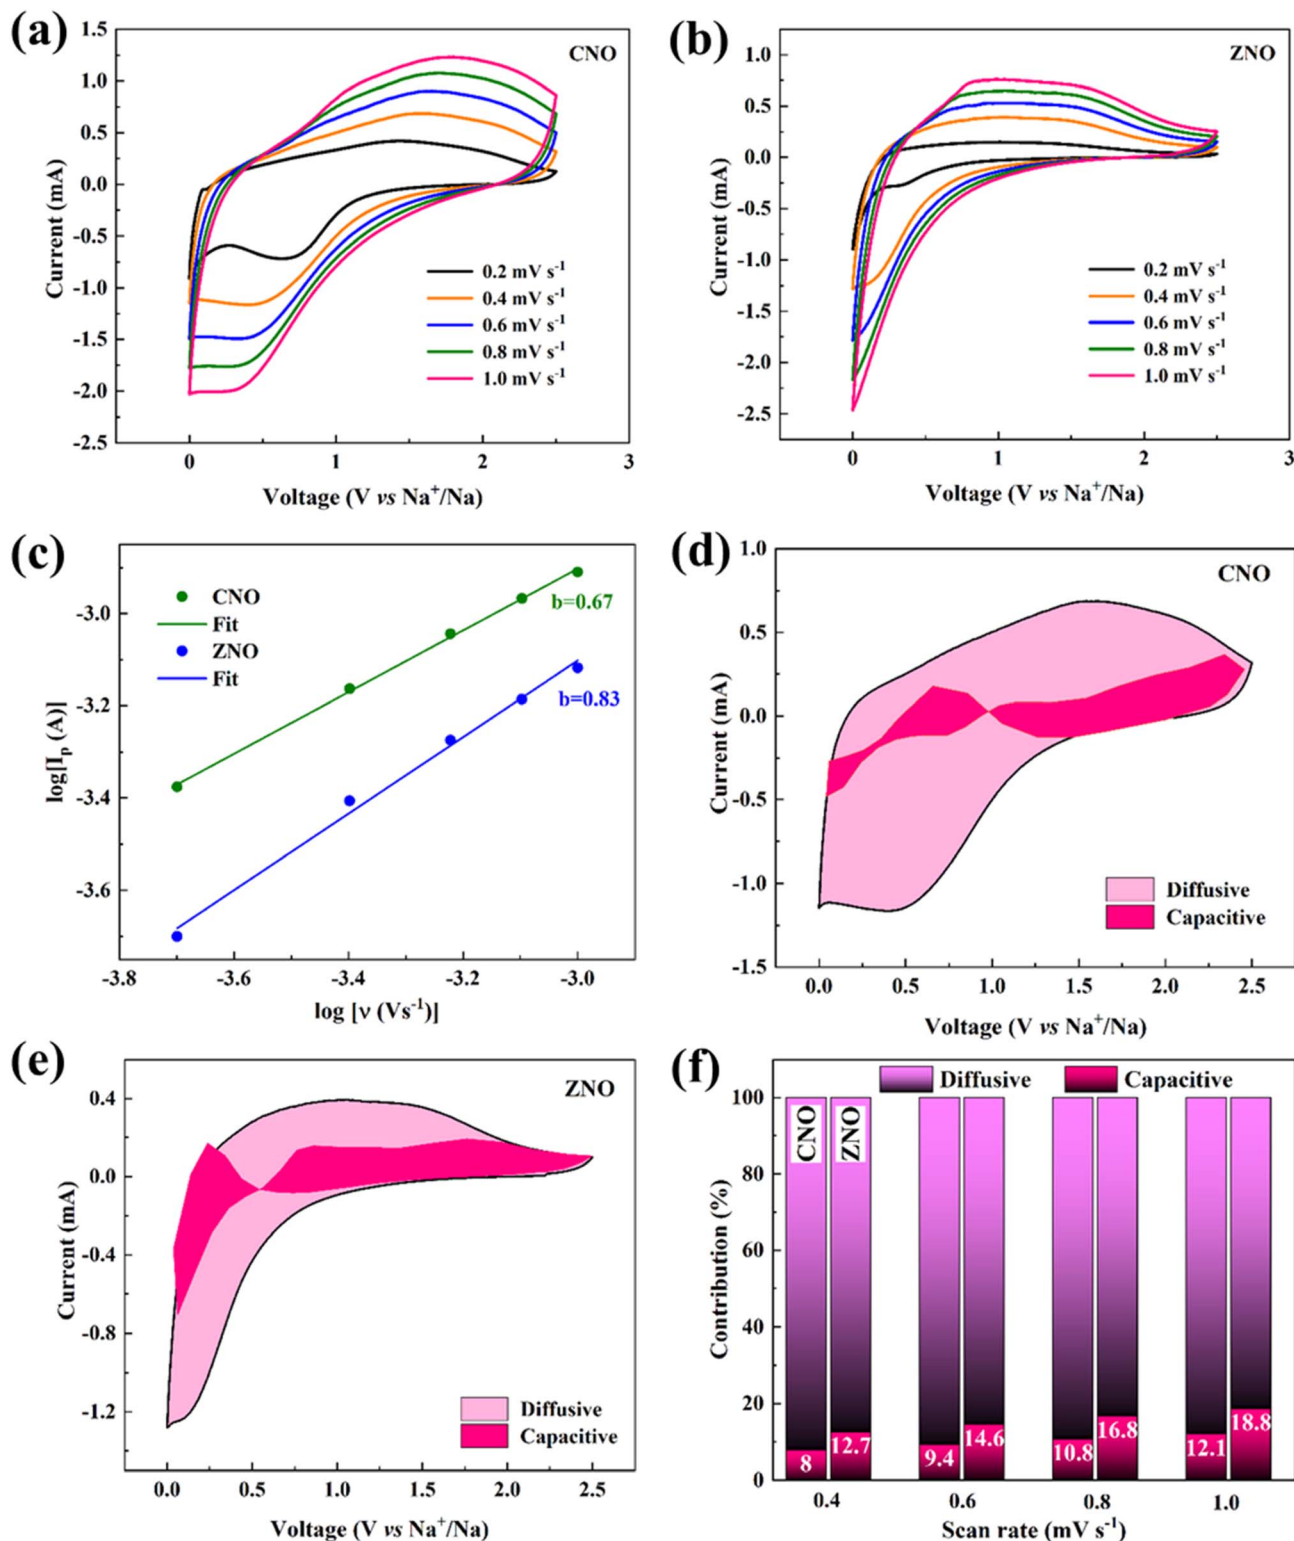 (a)
CNO
1.5
1.0
0.5
0.0
-0.5
-1.0
-1.5
-2.0
-2.5
Current (mA)
0.2 mV s⁻¹
0.4 mV s⁻¹
0.6 mV s⁻¹
0.8 mV s⁻¹
1.0 mV s⁻¹
0 1 2 3
Voltage (V vs Na⁺/Na)
(b)
ZNO
1.0
0.5
0.0
-0.5
-1.0
-1.5
-2.0
-2.5
Current (mA)
0.2 mV s⁻¹
0.4 mV s⁻¹
0.6 mV s⁻¹
0.8 mV s⁻¹
1.0 mV s⁻¹
0 1 2 3
Voltage (V vs Na⁺/Na)
(c)
CNO
Fit
ZNO
Fit
b=0.67
b=0.83
-3.0
-3.2
-3.4
-3.6
log[Iₚ (A)]
-3.8 -3.6 -3.4 -3.2 -3.0
log [ν (Vs⁻¹)]
(d)
CNO
1.0
0.5
0.0
-0.5
-1.0
-1.5
Current (mA)
Diffusive
Capacitive
0.0 0.5 1.0 1.5 2.0 2.5
Voltage (V vs Na⁺/Na)
(e)
ZNO
0.4
0.0
-0.4
-0.8
-1.2
Current (mA)
Diffusive
Capacitive
0.0 0.5 1.0 1.5 2.0 2.5
Voltage (V vs Na⁺/Na)
(f)
Diffusive Capacitive
100
80
60
40
20
0
Contribution (%)
CNO
ZNO
8 12.7 9.4 14.6 10.8 16.8 12.1 18.8
0.4 0.6 0.8 1.0
Scan rate (mV s⁻¹)